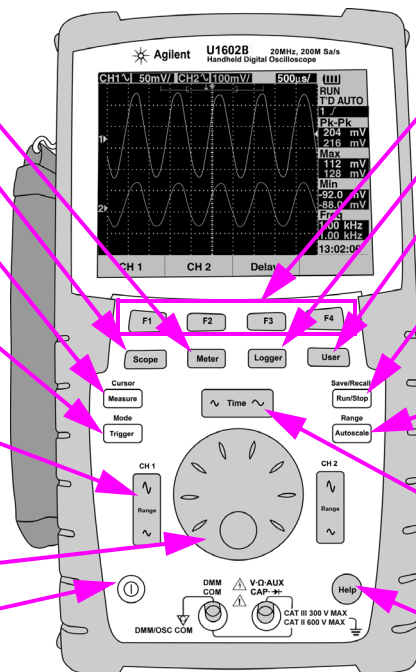 Agilent U1602B 20MHz, 200M Sa/s
Handheld Digital Oscilloscope
CH1 50mV/ CH2 100mV/ 500µs/
RUN
T'D AUTO
1
Pk-Pk
204 mV
216 mV
Max
112 mV
128 mV
Min
-92.0 mV
-88.0 mV
Freq
1.00 kHz
1.00 kHz
13:02:06
1
2
CH 1 CH 2 Delay
F1 F2 F3 F4
Scope Meter Logger User
Cursor Save/Recall
Measure Run/Stop
Time
Mode Range
Trigger Autoscale
CH 1 CH 2
Range Range
DMM COM V·Ω·AUX CAP
Help
CAT III 300 V MAX
CAT II 600 V MAX
DMM/OSC COM